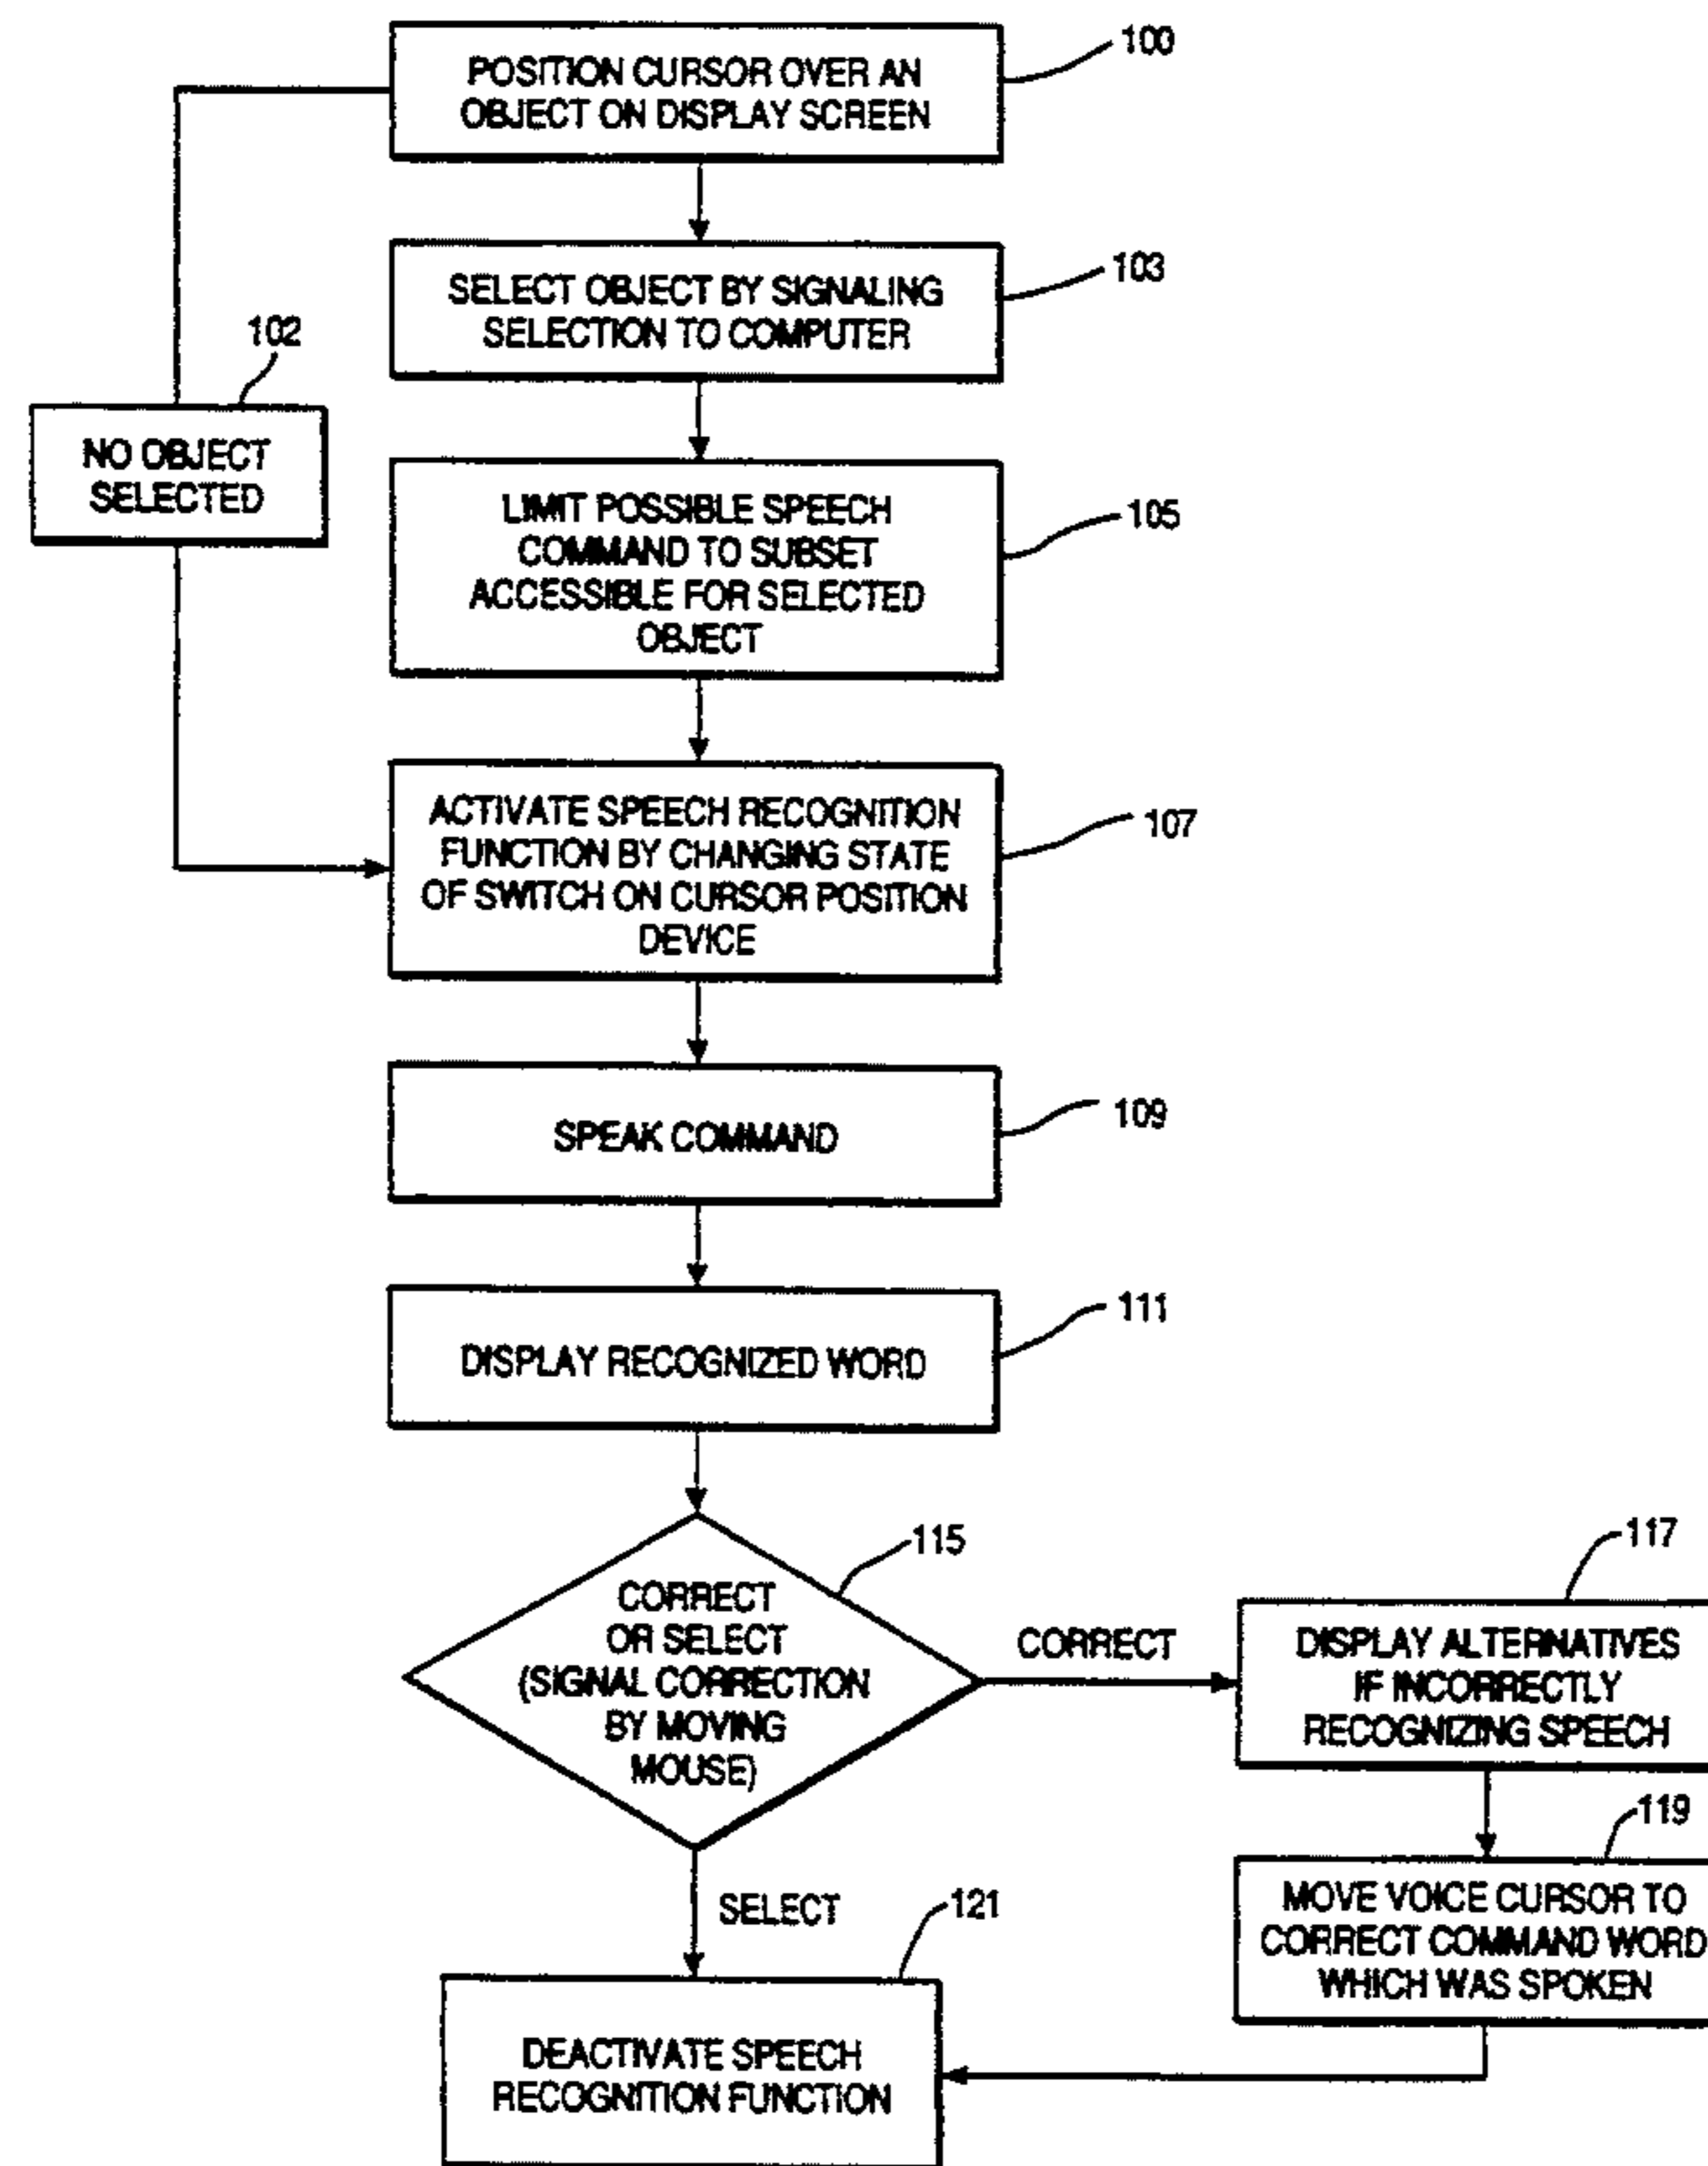 100
POSITION CURSOR OVER AN
OBJECT ON DISPLAY SCREEN
103
SELECT OBJECT BY SIGNALING
SELECTION TO COMPUTER
102
NO OBJECT
SELECTED
105
LIMIT POSSIBLE SPEECH
COMMAND TO SUBSET
ACCESSIBLE FOR SELECTED
OBJECT
107
ACTIVATE SPEECH RECOGNITION
FUNCTION BY CHANGING STATE
OF SWITCH ON CURSOR POSITION
DEVICE
109
SPEAK COMMAND
111
DISPLAY RECOGNIZED WORD
115
CORRECT
OR SELECT
(SIGNAL CORRECTION
BY MOVING
MOUSE)
CORRECT
117
DISPLAY ALTERNATIVES
IF INCORRECTLY
RECOGNIZING SPEECH
119
MOVE VOICE CURSOR TO
CORRECT COMMAND WORD
WHICH WAS SPOKEN
SELECT
121
DEACTIVATE SPEECH
RECOGNITION FUNCTION